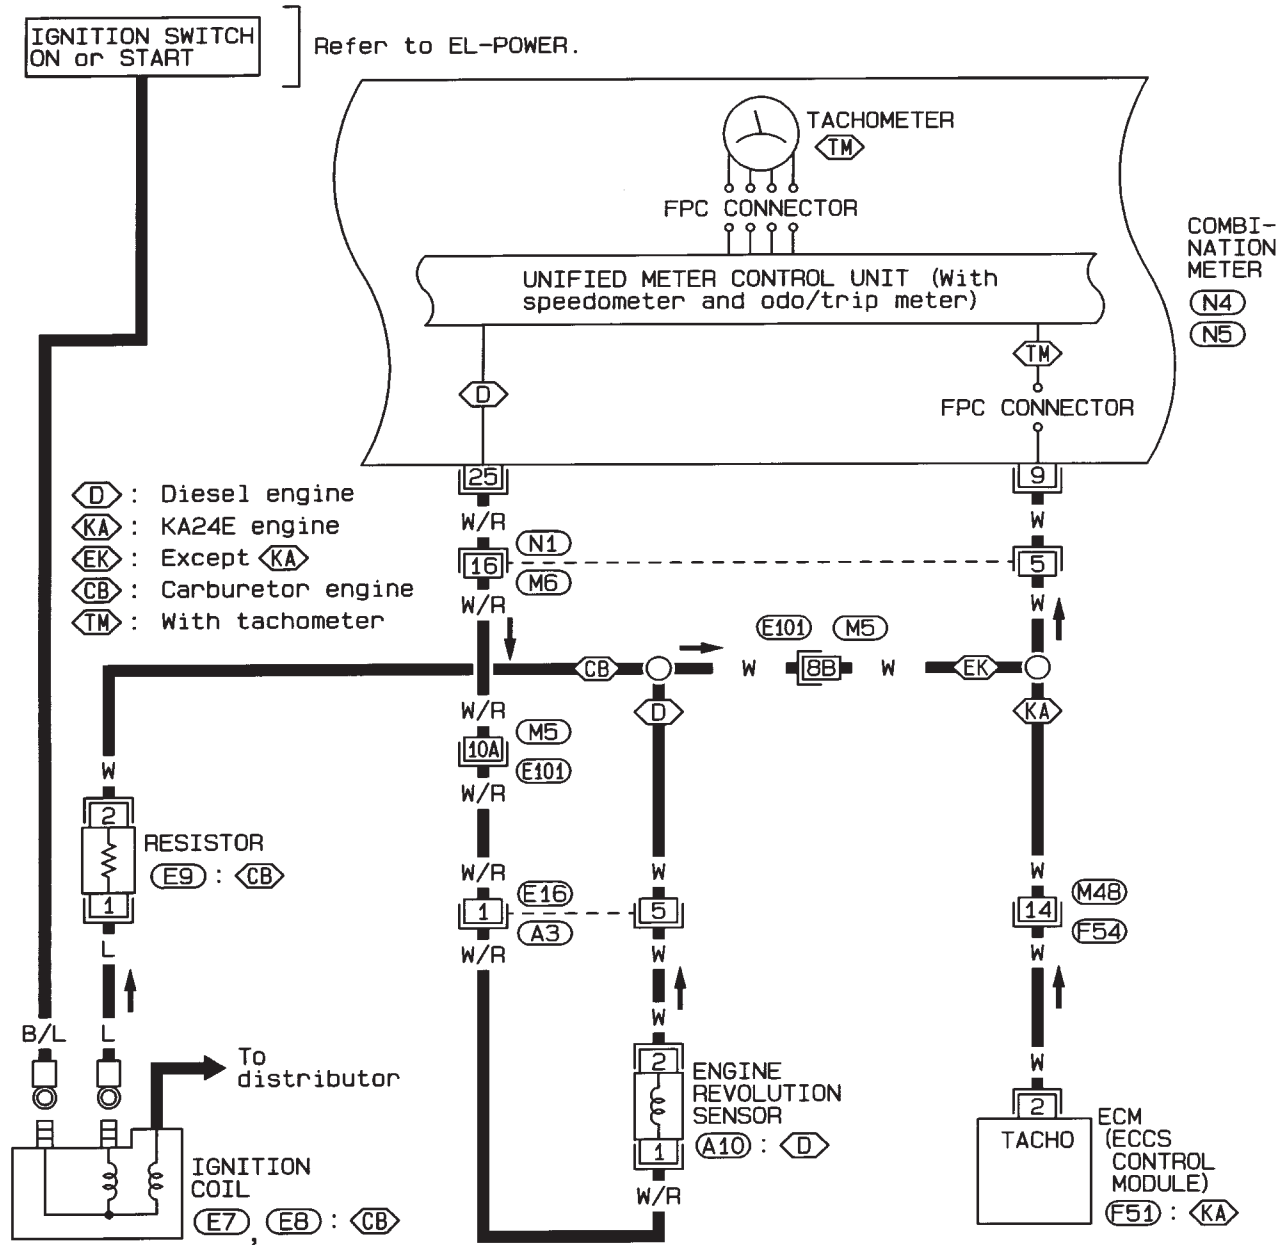 IGNITION SWITCH
ON or START
Refer to EL-POWER.
TACHOMETER
TM
FPC CONNECTOR
UNIFIED METER CONTROL UNIT (With
speedometer and odo/trip meter)
COMBI-
NATION
METER
N4
N5
TM
D
FPC CONNECTOR
25
9
D : Diesel engine
KA : KA24E engine
EK : Except KA
CB : Carburetor engine
TM : With tachometer
W/R
W
N1
16
5
M6
W/R
W
E101
M5
CB
W
8B
W
EK
W/R
D
KA
M5
10A
E101
W/R
W
2
RESISTOR
E9 : CB
1
L
W/R
W
W
E16
M48
1
5
14
A3
F54
W/R
W
W
B/L
L
W
W
To
distributor
2
ENGINE
REVOLUTION
SENSOR
A10 : D
1
W/R
2
TACHO
ECM
(ECCS
CONTROL
MODULE)
F51 : KA
IGNITION
COIL
E7 , E8 : CB